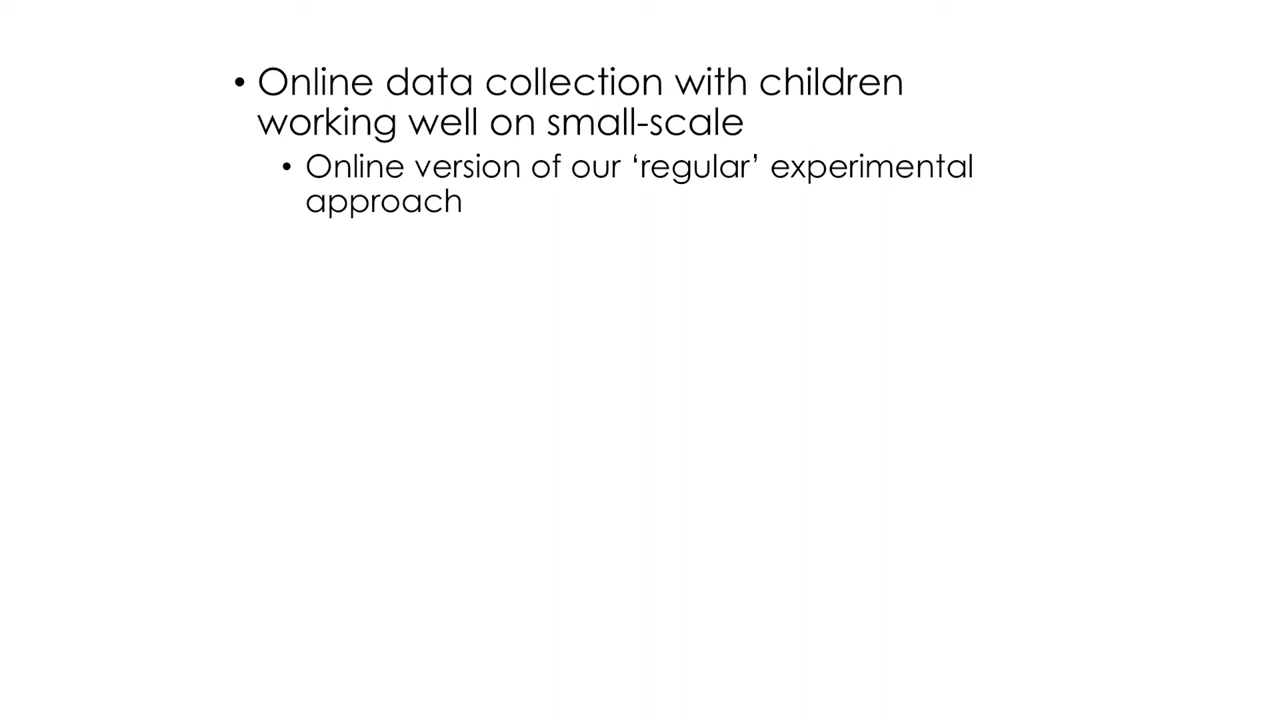 • Online data collection with children
working well on small-scale
• Online version of our ‘regular’ experimental
approach